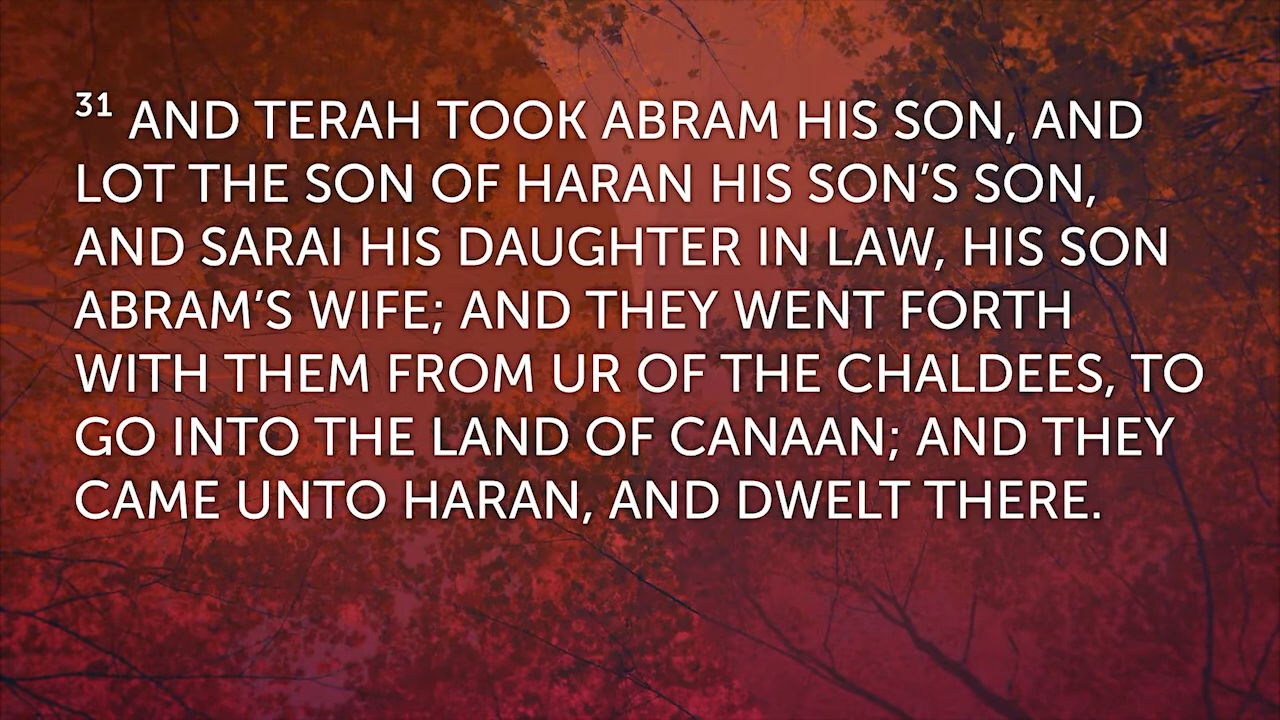 31 AND TERAH TOOK ABRAM HIS SON, AND
LOT THE SON OF HARAN HIS SON’S SON,
AND SARAI HIS DAUGHTER IN LAW, HIS SON
ABRAM’S WIFE; AND THEY WENT FORTH
WITH THEM FROM UR OF THE CHALDEES, TO
GO INTO THE LAND OF CANAAN; AND THEY
CAME UNTO HARAN, AND DWELT THERE.